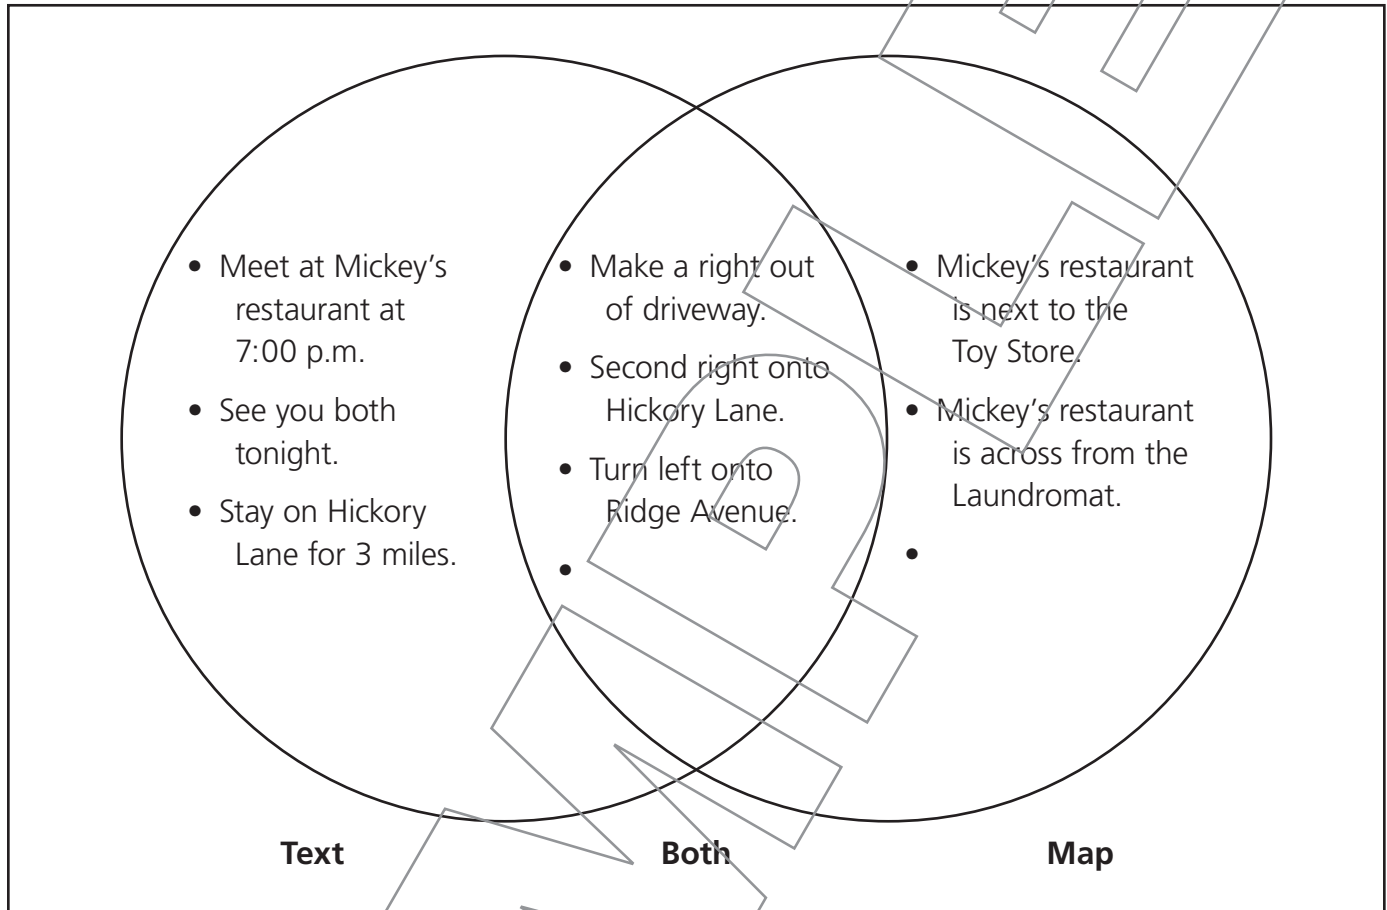 • Meet at Mickey's
restaurant at
7:00 p.m.
• See you both
tonight.
• Stay on Hickory
Lane for 3 miles.
• Make a right out
of driveway.
• Second right onto
Hickory Lane.
• Turn left onto
Ridge Avenue.
•
• Mickey's restaurant
is next to the
Toy Store.
• Mickey's restaurant
is across from the
Laundromat.
•
Text
Both
Map